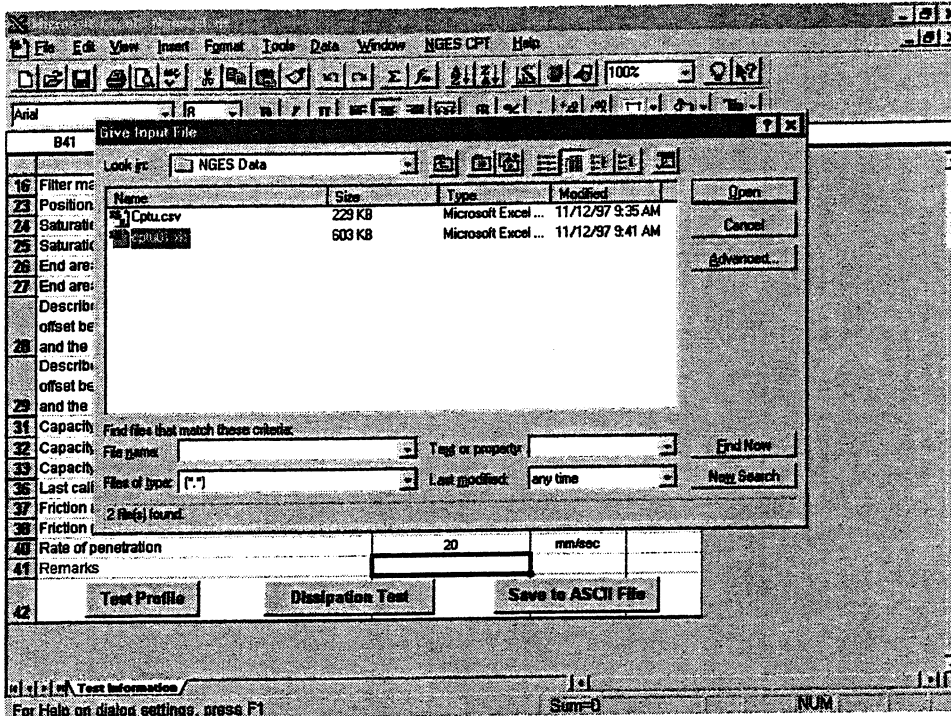 Microsoft Excel
File Edit View Insert Format Tools Data Window NGES CPT Help
100%
Arial 8
B41
Give Input File
Look in: NGES Data
Name Size Type Modified
Cptu.csv 229 KB Microsoft Excel ... 11/12/97 9:35 AM
603 KB Microsoft Excel ... 11/12/97 9:41 AM
Open
Cancel
Advanced...
16 Filter ma
23 Position
24 Saturatio
25 Saturatio
26 End area
27 End area
Describe
offset be
28 and the
Describe
offset be
29 and the
31 Capacity
32 Capacity
33 Capacity
36 Last cali
37 Friction
38 Friction
Find files that match these criteria:
File name: Text or property: Find Now
Files of type: (*.*) Last modified: any time New Search
2 file(s) found.
40 Rate of penetration 20 mm/sec
41 Remarks
42 Test Profile Dissipation Test Save to ASCII File
Test Information
For Help on dialog settings, press F1 Sum=0 NUM